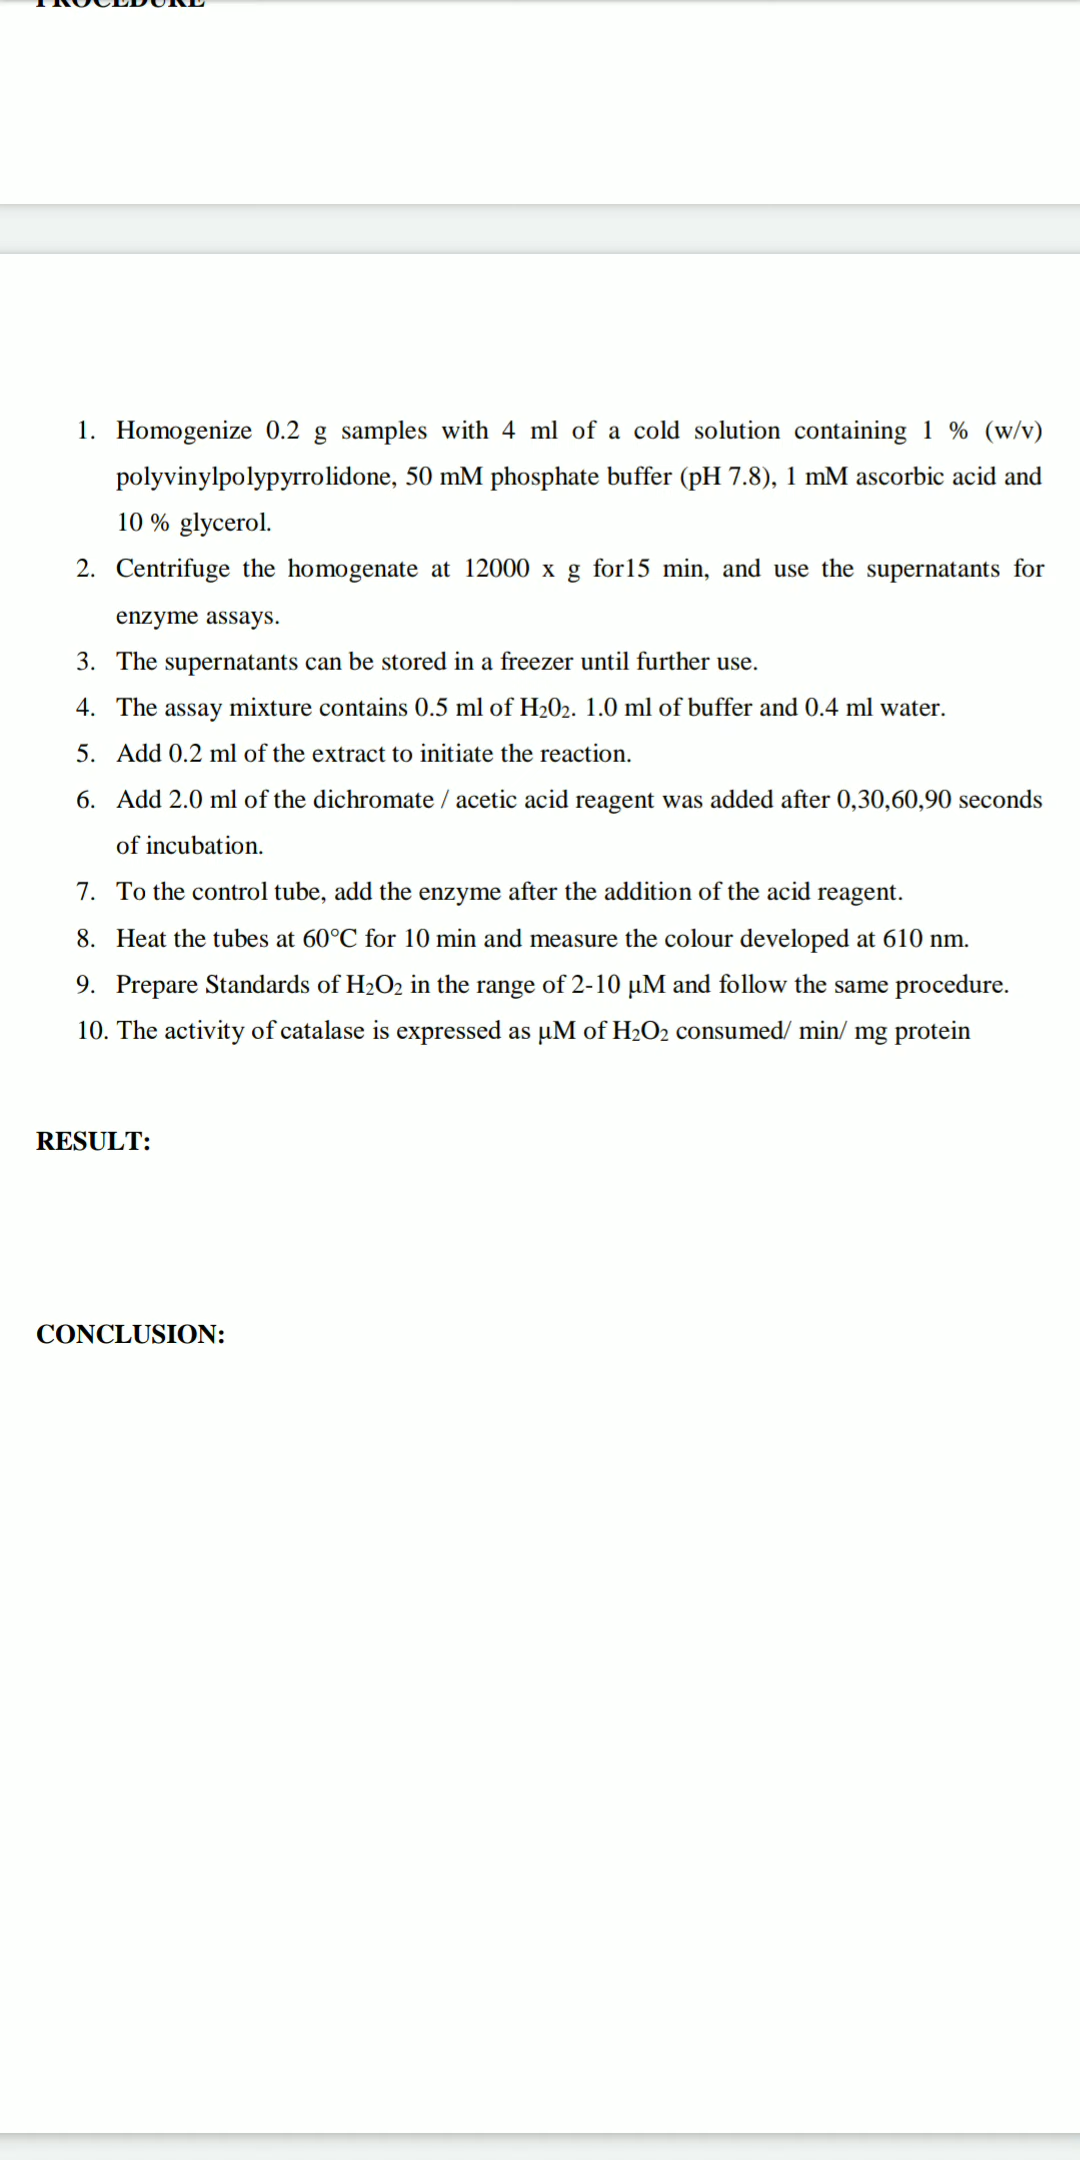 PROCEDURE
1. Homogenize 0.2 g samples with 4 ml of a cold solution containing 1 % (w/v)
polyvinylpolypyrrolidone, 50 mM phosphate buffer (pH 7.8), 1 mM ascorbic acid and
10 % glycerol.
2. Centrifuge the homogenate at 12000 x g for15 min, and use the supernatants for
enzyme assays.
3. The supernatants can be stored in a freezer until further use.
4. The assay mixture contains 0.5 ml of H₂0₂. 1.0 ml of buffer and 0.4 ml water.
5. Add 0.2 ml of the extract to initiate the reaction.
6. Add 2.0 ml of the dichromate / acetic acid reagent was added after 0,30,60,90 seconds
of incubation.
7. To the control tube, add the enzyme after the addition of the acid reagent.
8. Heat the tubes at 60°C for 10 min and measure the colour developed at 610 nm.
9. Prepare Standards of H₂O₂ in the range of 2-10 µM and follow the same procedure.
10. The activity of catalase is expressed as µM of H₂O₂ consumed/ min/ mg protein
RESULT:
CONCLUSION: